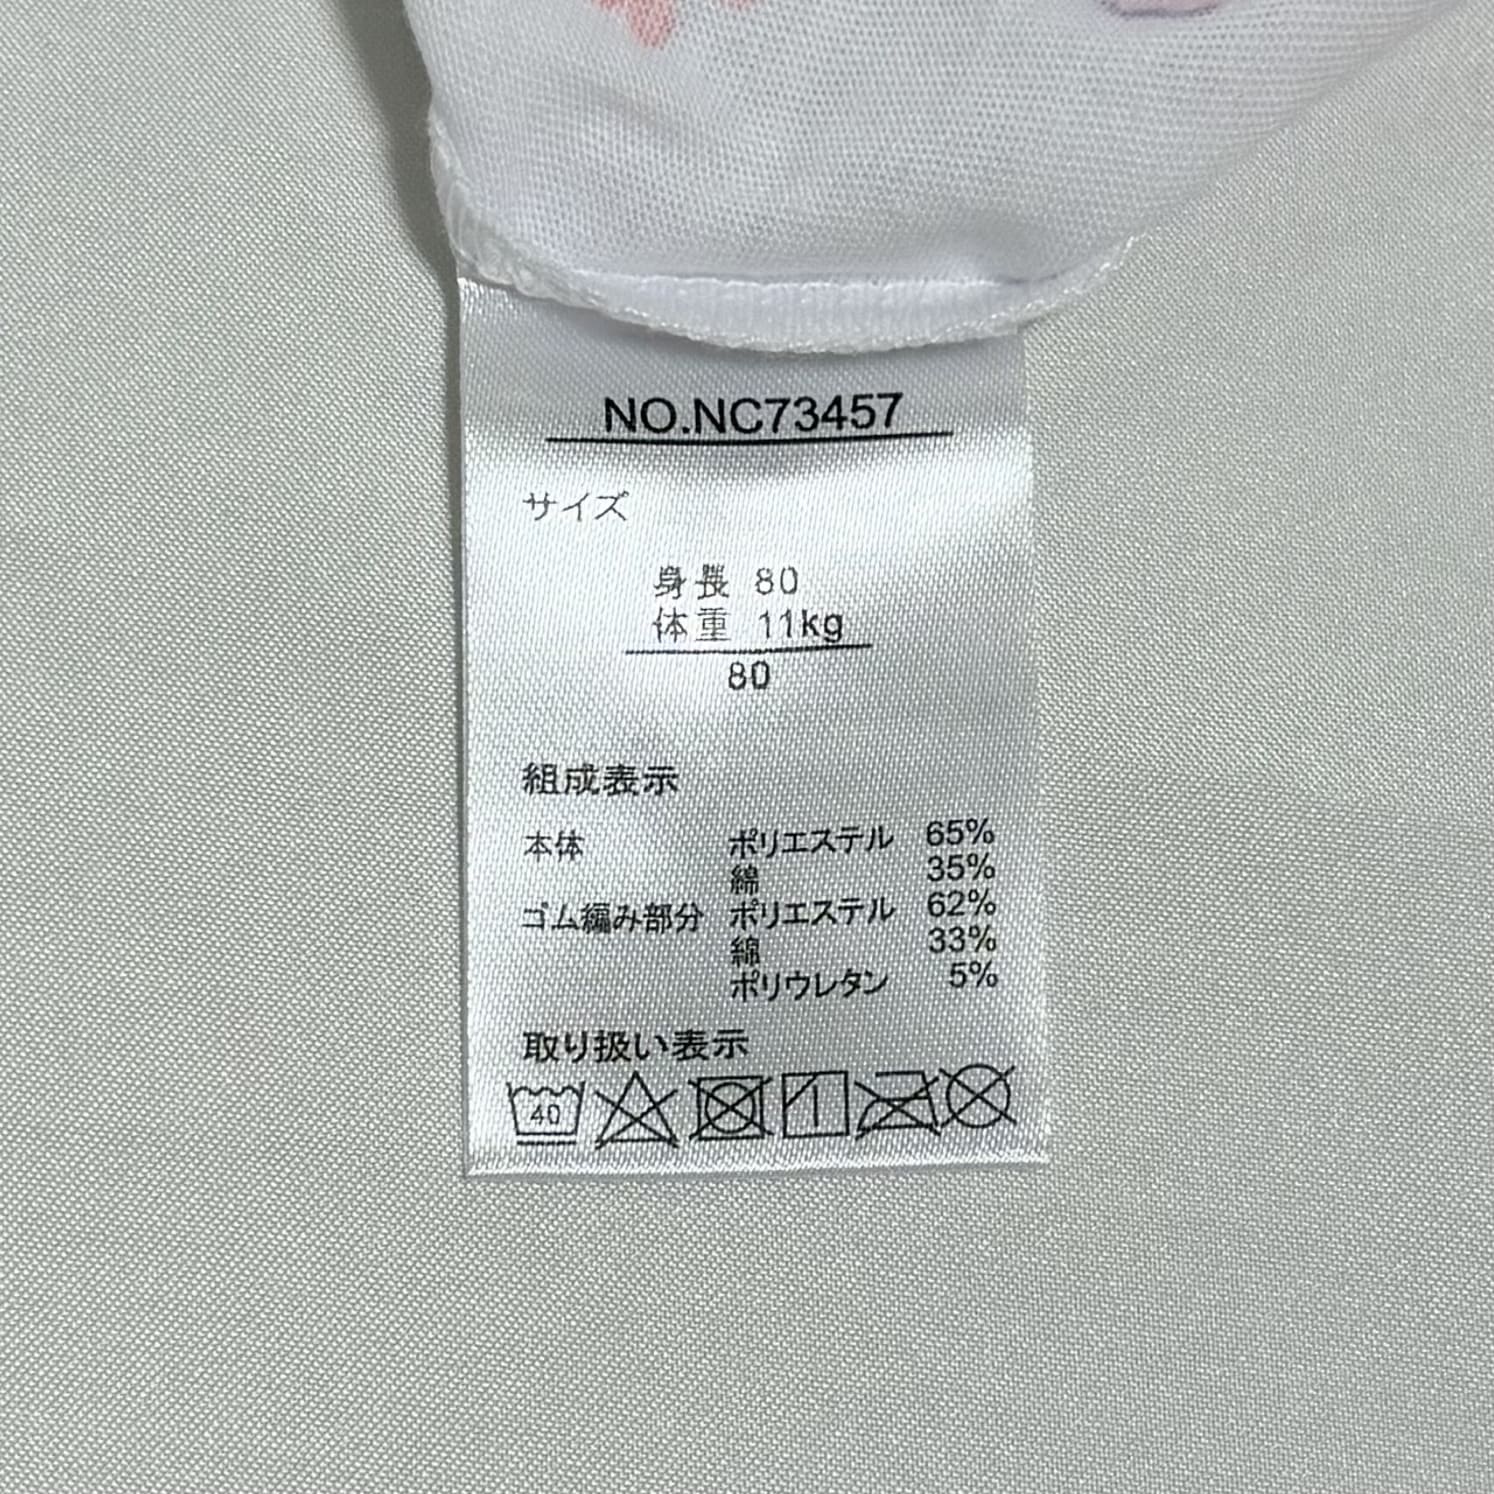 NO.NC73457
サイズ
身長 80
体重 11kg
80
組成表示
本体 ポリエステル 65%
綿 35%
ゴム編み部分 ポリエステル 62%
綿 33%
ポリウレタン 5%
取り扱い表示
40